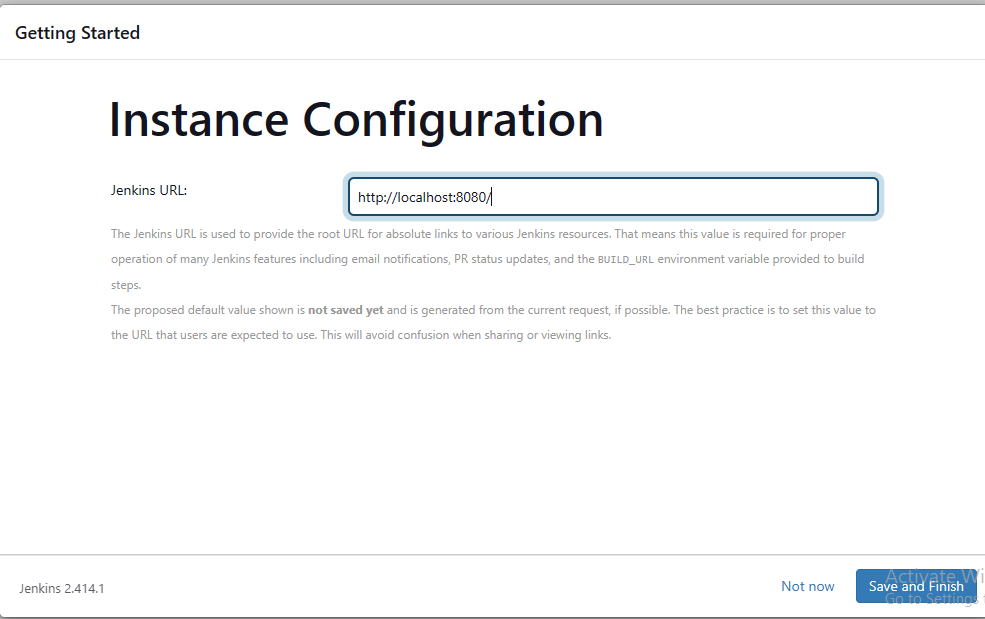 Getting Started
Instance Configuration
Jenkins URL:
http://localhost:8080/
The Jenkins URL is used to provide the root URL for absolute links to various Jenkins resources. That means this value is required for proper
operation of many Jenkins features including email notifications, PR status updates, and the BUILD_URL environment variable provided to build
steps.
The proposed default value shown is not saved yet and is generated from the current request, if possible. The best practice is to set this value to
the URL that users are expected to use. This will avoid confusion when sharing or viewing links.
Jenkins 2.414.1
Not now
Save and Finish
Activate Wi
Go to Settings t